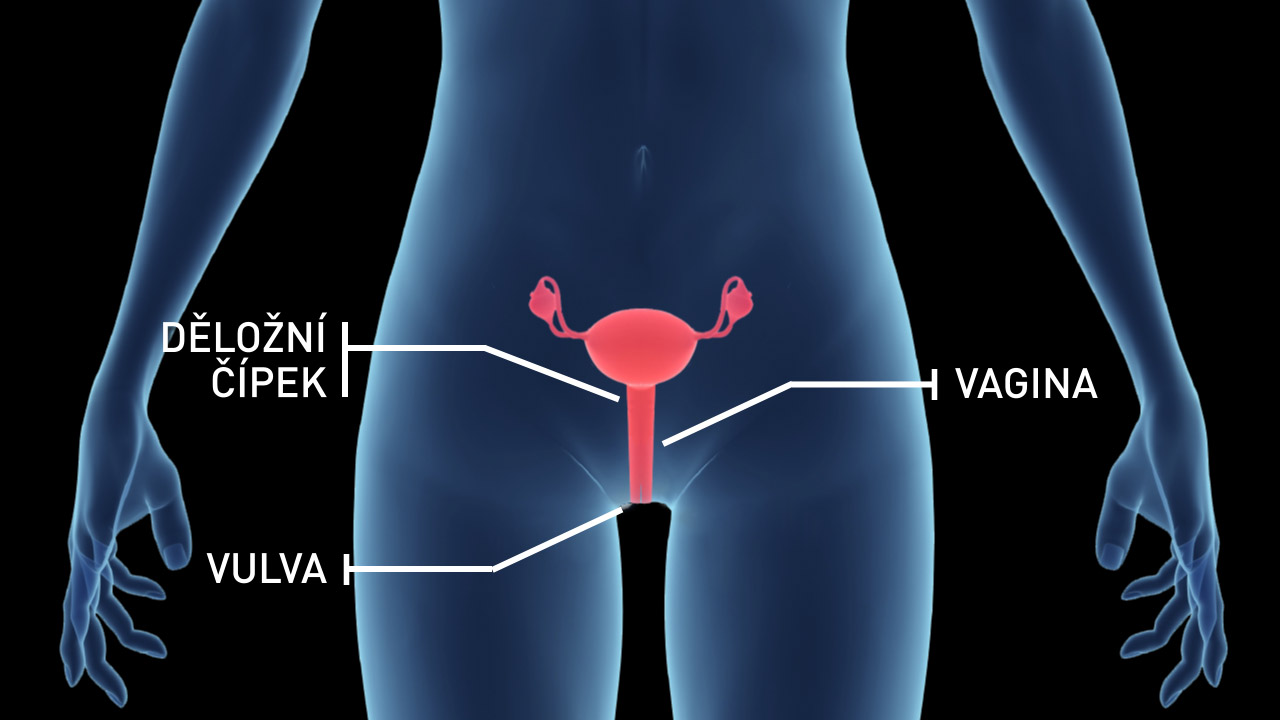 DĚLOŽNÍ
ČÍPEK
VAGINA
VULVA